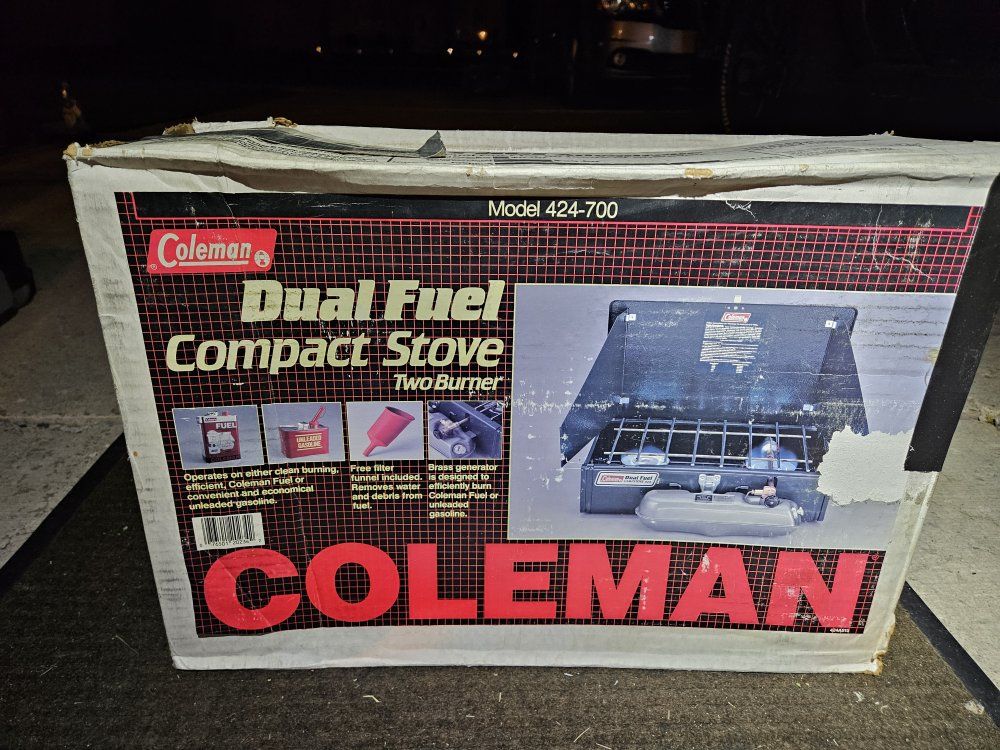 Model 424-700
Coleman
Dual Fuel
Compact Stove
Two Burner
Coleman
FUEL
UNLEADED
GASOLINE
Operates on either clean burning,
efficient, Coleman Fuel or
convenient and economical
unleaded gasoline.
Free filter
funnel included.
Removes water
and debris from
fuel.
Brass generator
is designed to
efficiently burn
Coleman Fuel or
unleaded
gasoline.
Coleman Dual Fuel
COLEMAN